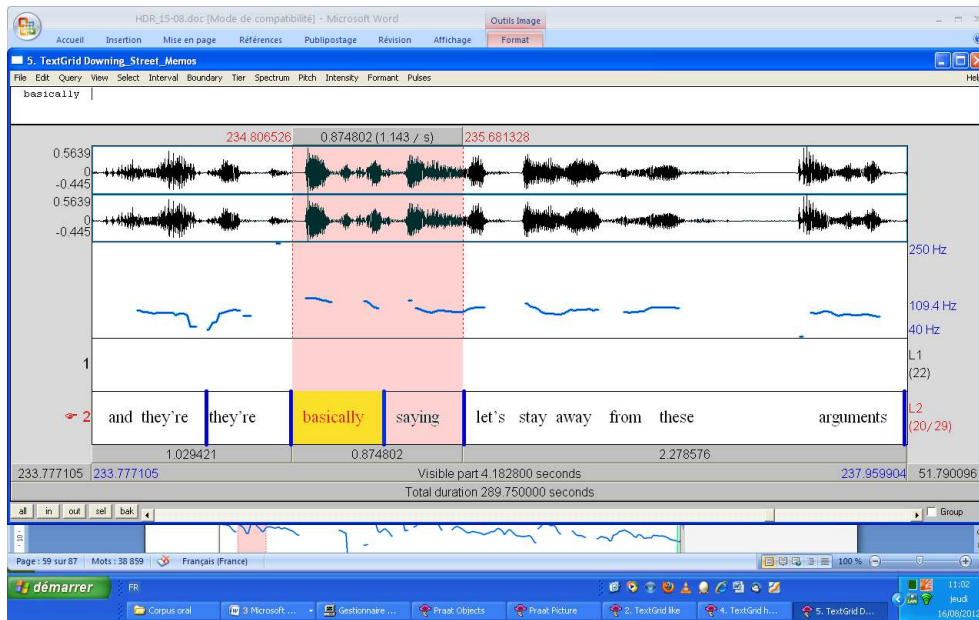 HDR_15-08.doc [Mode de compatibilité] - Microsoft Word
Outils Image
Accueil Insertion Mise en page Références Publipostage Révision Affichage Format
5. TextGrid Downing_Street_Memos
File Edit Query View Select Interval Boundary Tier Spectrum Pitch Intensity Formant Pulses Hel
basically
234.806526 0.874802 (1.143 / s) 235.681328
0.5639
0
-0.445
0.5639
0
-0.445
250 Hz
109.4 Hz
40 Hz
1 L1
(22)
2 and they're they're basically saying let's stay away from these arguments L2
(20/29)
1.029421 0.874802 2.278576
233.777105 233.777105 Visible part 4.182800 seconds 237.959904 51.790096
Total duration 289.750000 seconds
all in out sel bak Group
Page : 59 sur 87 Mots : 38 859 Français (France) 100 %
démarrer FR 11:02
Corpus oral 3 Microsoft ... Gestionnaire ... Praat Objects Praat Picture 2. TextGrid like 4. TextGrid h... 5. TextGrid D... jeudi
16/08/2012